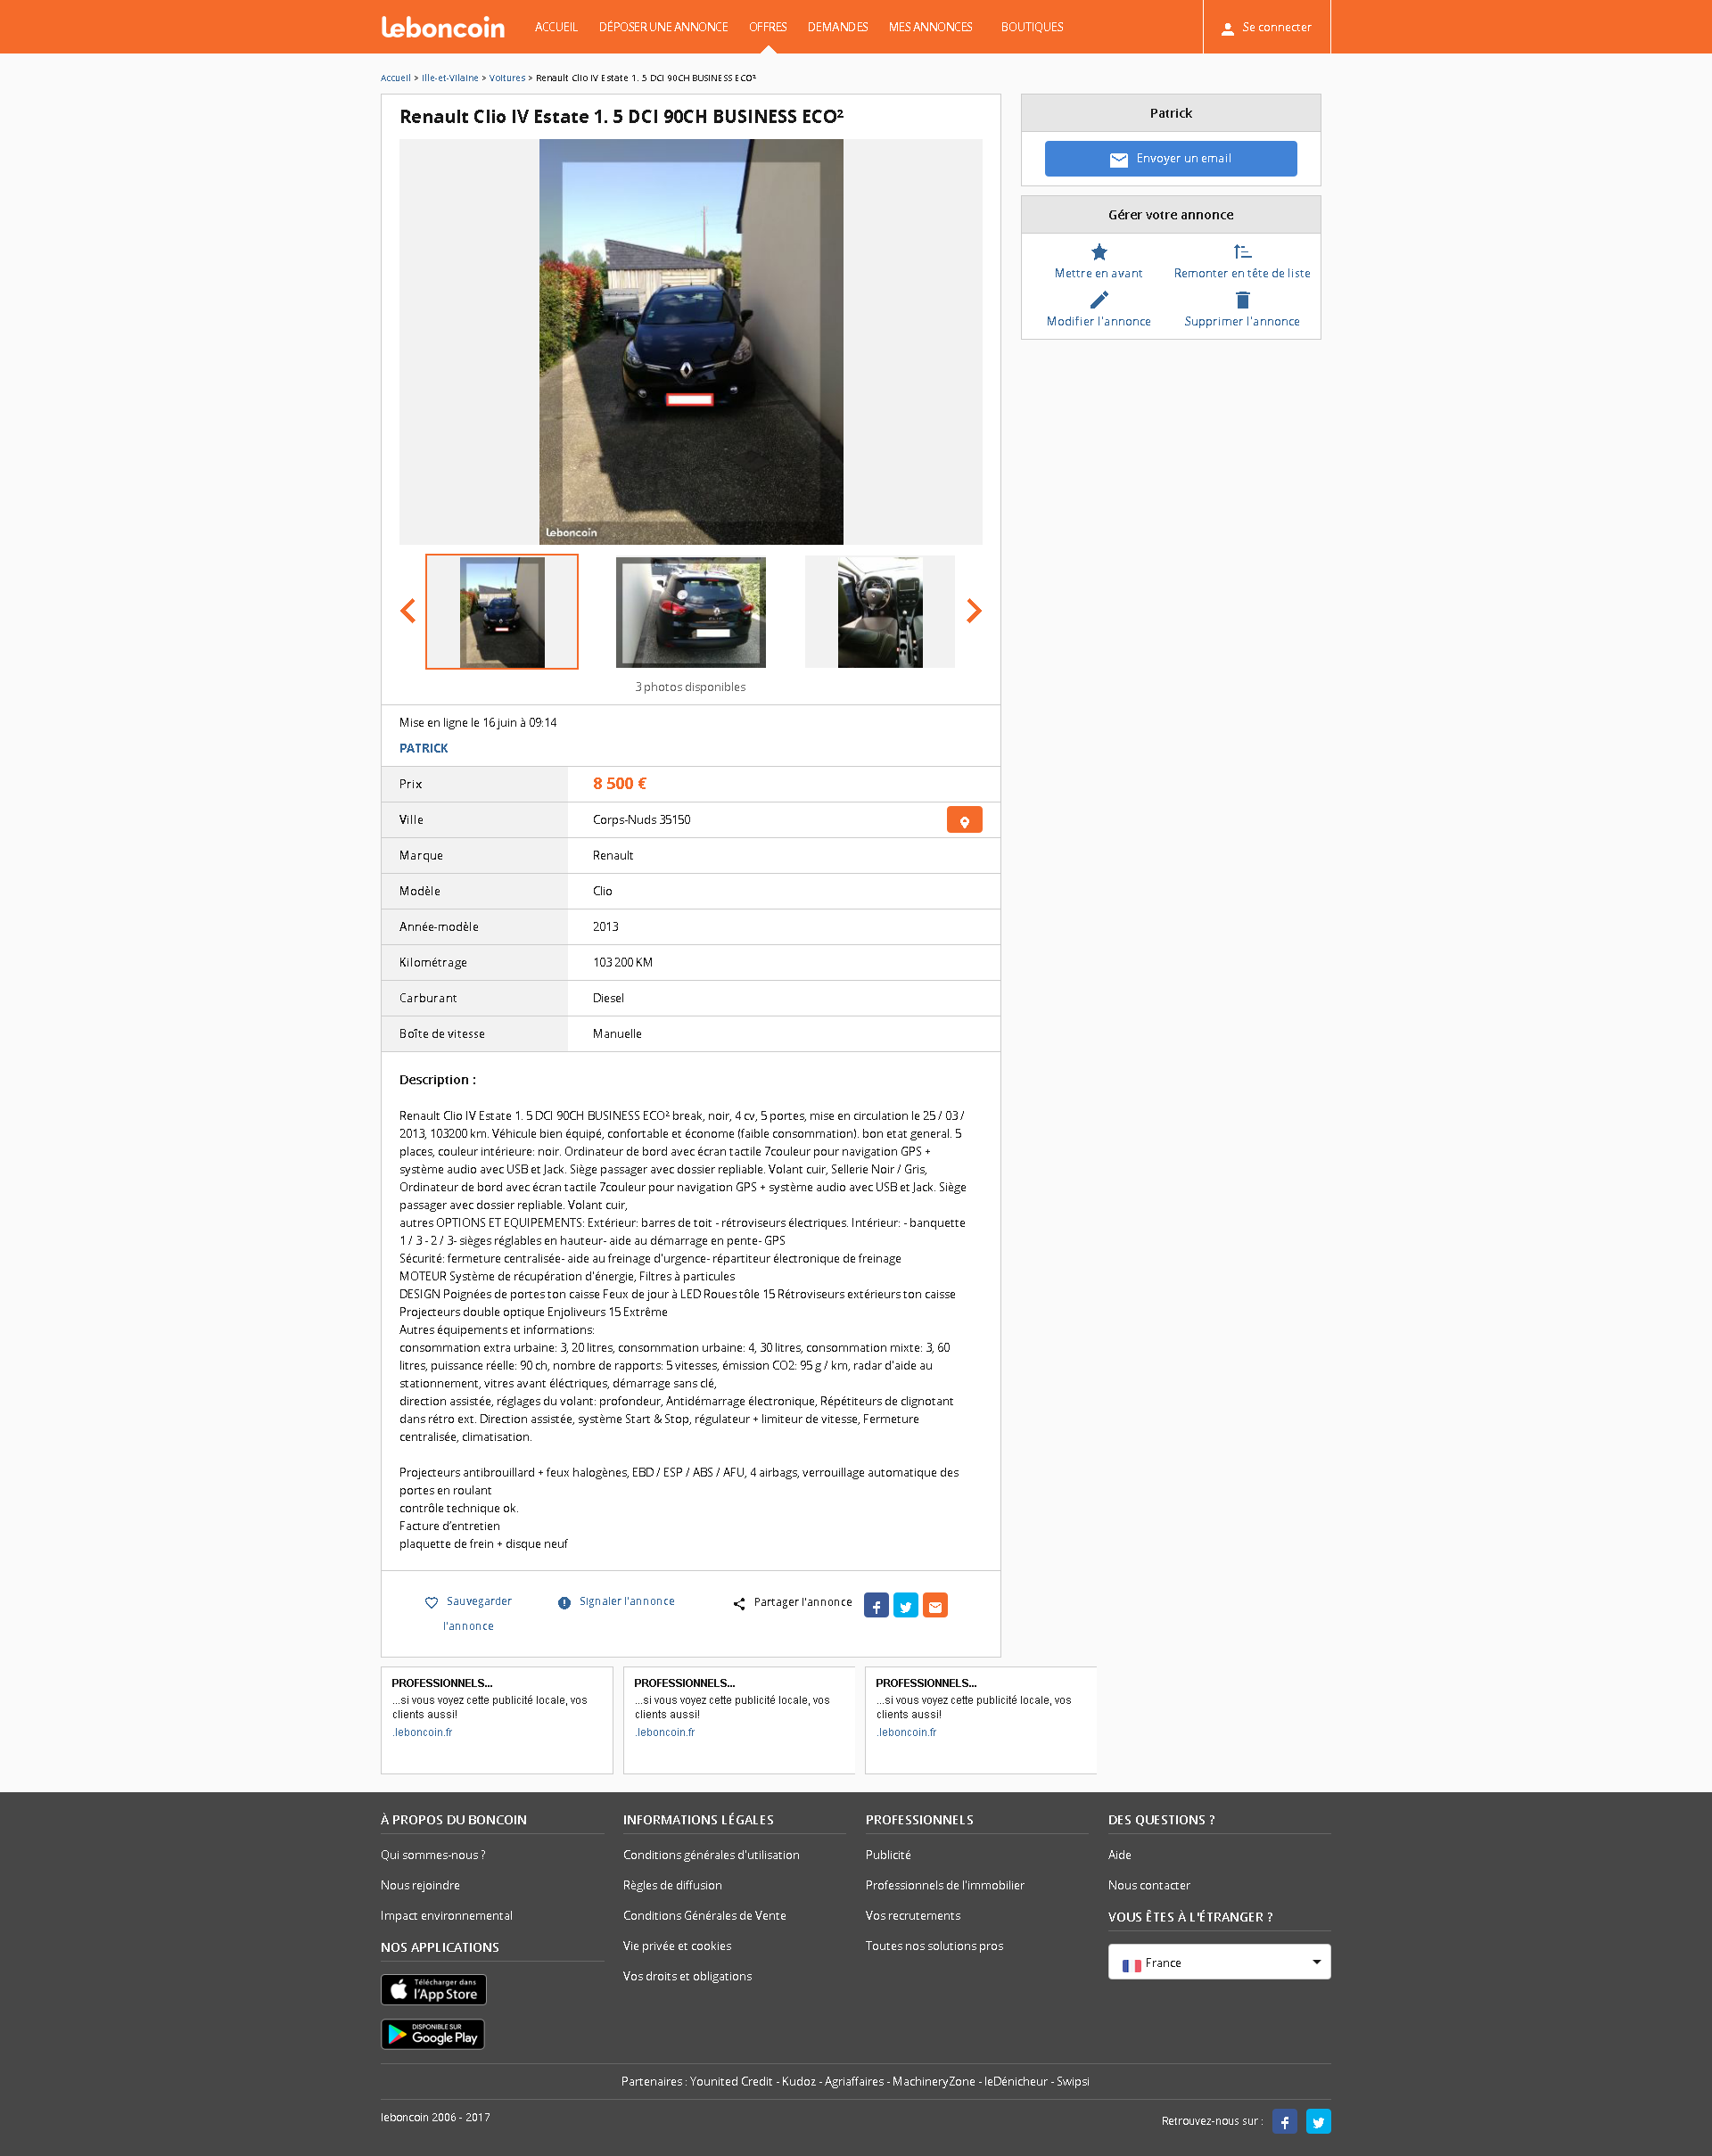 leboncoin
ACCUEIL
DÉPOSER UNE ANNONCE
OFFRES
DEMANDES
MES ANNONCES
BOUTIQUES
Se connecter
Accueil > Ille-et-Vilaine > Voitures > Renault Clio IV Estate 1. 5 DCI 90CH BUSINESS ECO²
Renault Clio IV Estate 1. 5 DCI 90CH BUSINESS ECO²
leboncoin
3 photos disponibles
Mise en ligne le 16 juin à 09:14
PATRICK
Prix 8 500 €
Ville Corps-Nuds 35150
Marque Renault
Modèle Clio
Année-modèle 2013
Kilométrage 103 200 KM
Carburant Diesel
Boîte de vitesse Manuelle
Description :
Renault Clio IV Estate 1. 5 DCI 90CH BUSINESS ECO² break, noir, 4 cv, 5 portes, mise en circulation le 25 / 03 /
2013, 103200 km. Véhicule bien équipé, confortable et économe (faible consommation). bon etat general. 5
places, couleur intérieure: noir. Ordinateur de bord avec écran tactile 7couleur pour navigation GPS +
système audio avec USB et Jack. Siège passager avec dossier repliable. Volant cuir, Sellerie Noir / Gris,
Ordinateur de bord avec écran tactile 7couleur pour navigation GPS + système audio avec USB et Jack. Siège
passager avec dossier repliable. Volant cuir,
autres OPTIONS ET EQUIPEMENTS: Extérieur: barres de toit - rétroviseurs électriques. Intérieur: - banquette
1 / 3 - 2 / 3- sièges réglables en hauteur- aide au démarrage en pente- GPS
Sécurité: fermeture centralisée- aide au freinage d'urgence- répartiteur électronique de freinage
MOTEUR Système de récupération d'énergie, Filtres à particules
DESIGN Poignées de portes ton caisse Feux de jour à LED Roues tôle 15 Rétroviseurs extérieurs ton caisse
Projecteurs double optique Enjoliveurs 15 Extrême
Autres équipements et informations:
consommation extra urbaine: 3, 20 litres, consommation urbaine: 4, 30 litres, consommation mixte: 3, 60
litres, puissance réelle: 90 ch, nombre de rapports: 5 vitesses, émission CO2: 95 g / km, radar d'aide au
stationnement, vitres avant éléctriques, démarrage sans clé,
direction assistée, réglages du volant: profondeur, Antidémarrage électronique, Répétiteurs de clignotant
dans rétro ext. Direction assistée, système Start & Stop, régulateur + limiteur de vitesse, Fermeture
centralisée, climatisation.
Projecteurs antibrouillard + feux halogènes, EBD / ESP / ABS / AFU, 4 airbags, verrouillage automatique des
portes en roulant
contrôle technique ok.
Facture d'entretien
plaquette de frein + disque neuf
Sauvegarder
l'annonce
Signaler l'annonce
Partager l'annonce
Patrick
Envoyer un email
Gérer votre annonce
Mettre en avant
Remonter en tête de liste
Modifier l'annonce
Supprimer l'annonce
PROFESSIONNELS...
...si vous voyez cette publicité locale, vos
clients aussi!
.leboncoin.fr
PROFESSIONNELS...
...si vous voyez cette publicité locale, vos
clients aussi!
.leboncoin.fr
PROFESSIONNELS...
...si vous voyez cette publicité locale, vos
clients aussi!
.leboncoin.fr
À PROPOS DU BONCOIN
Qui sommes-nous ?
Nous rejoindre
Impact environnemental
NOS APPLICATIONS
Télécharger dans
l'App Store
DISPONIBLE SUR
Google Play
INFORMATIONS LÉGALES
Conditions générales d'utilisation
Règles de diffusion
Conditions Générales de Vente
Vie privée et cookies
Vos droits et obligations
PROFESSIONNELS
Publicité
Professionnels de l'immobilier
Vos recrutements
Toutes nos solutions pros
DES QUESTIONS ?
Aide
Nous contacter
VOUS ÊTES À L'ÉTRANGER ?
France
Partenaires : Younited Credit - Kudoz - Agriaffaires - MachineryZone - leDénicheur - Swipsi
leboncoin 2006 - 2017
Retrouvez-nous sur :